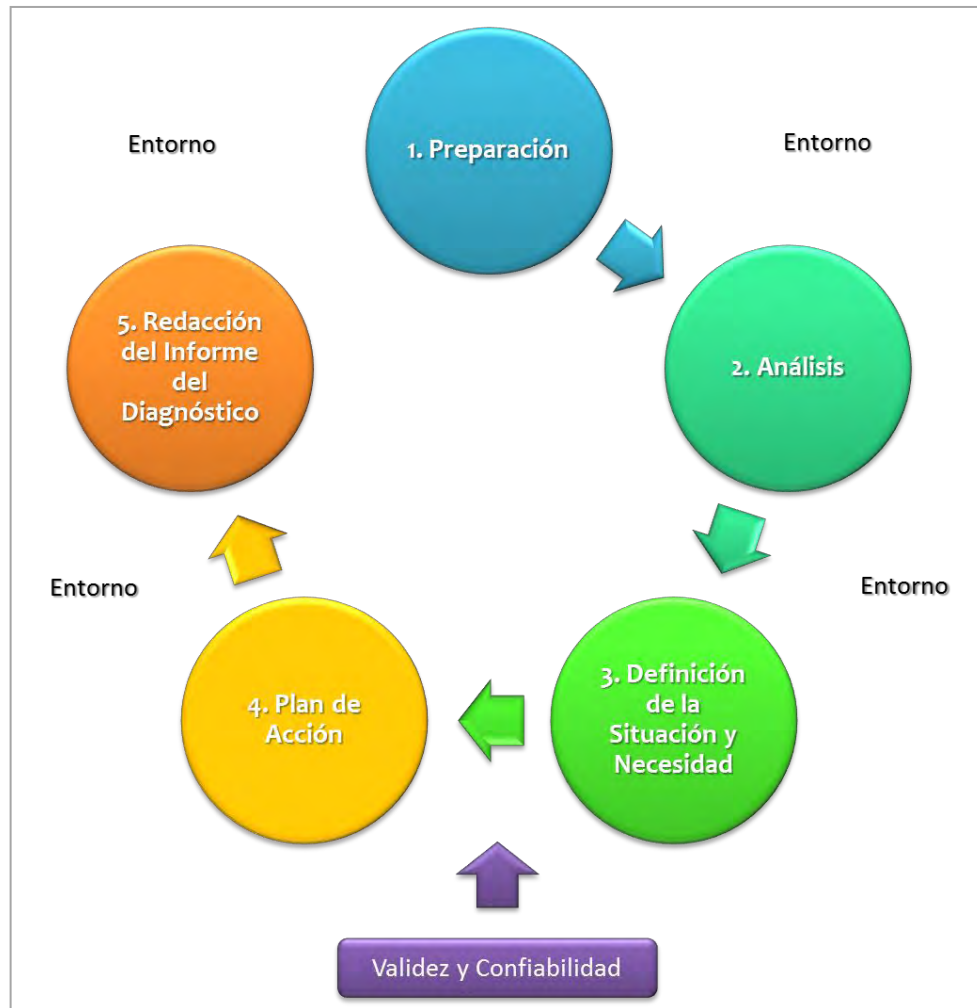 1. Preparación
Entorno
Entorno
5. Redacción
del Informe
del
Diagnóstico
2. Análisis
Entorno
Entorno
4. Plan de
Acción
3. Definición
de la
Situación y
Necesidad
Validez y Confiabilidad